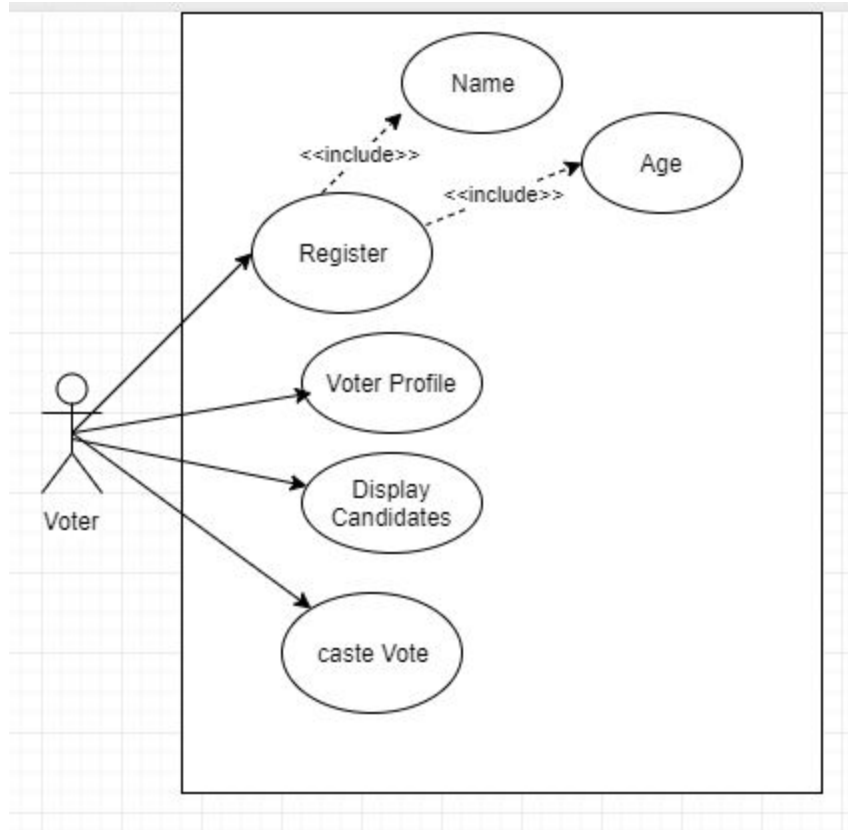 Name
<<include>>
Age
<<include>>
Register
Voter Profile
Display
Candidates
Voter
caste Vote